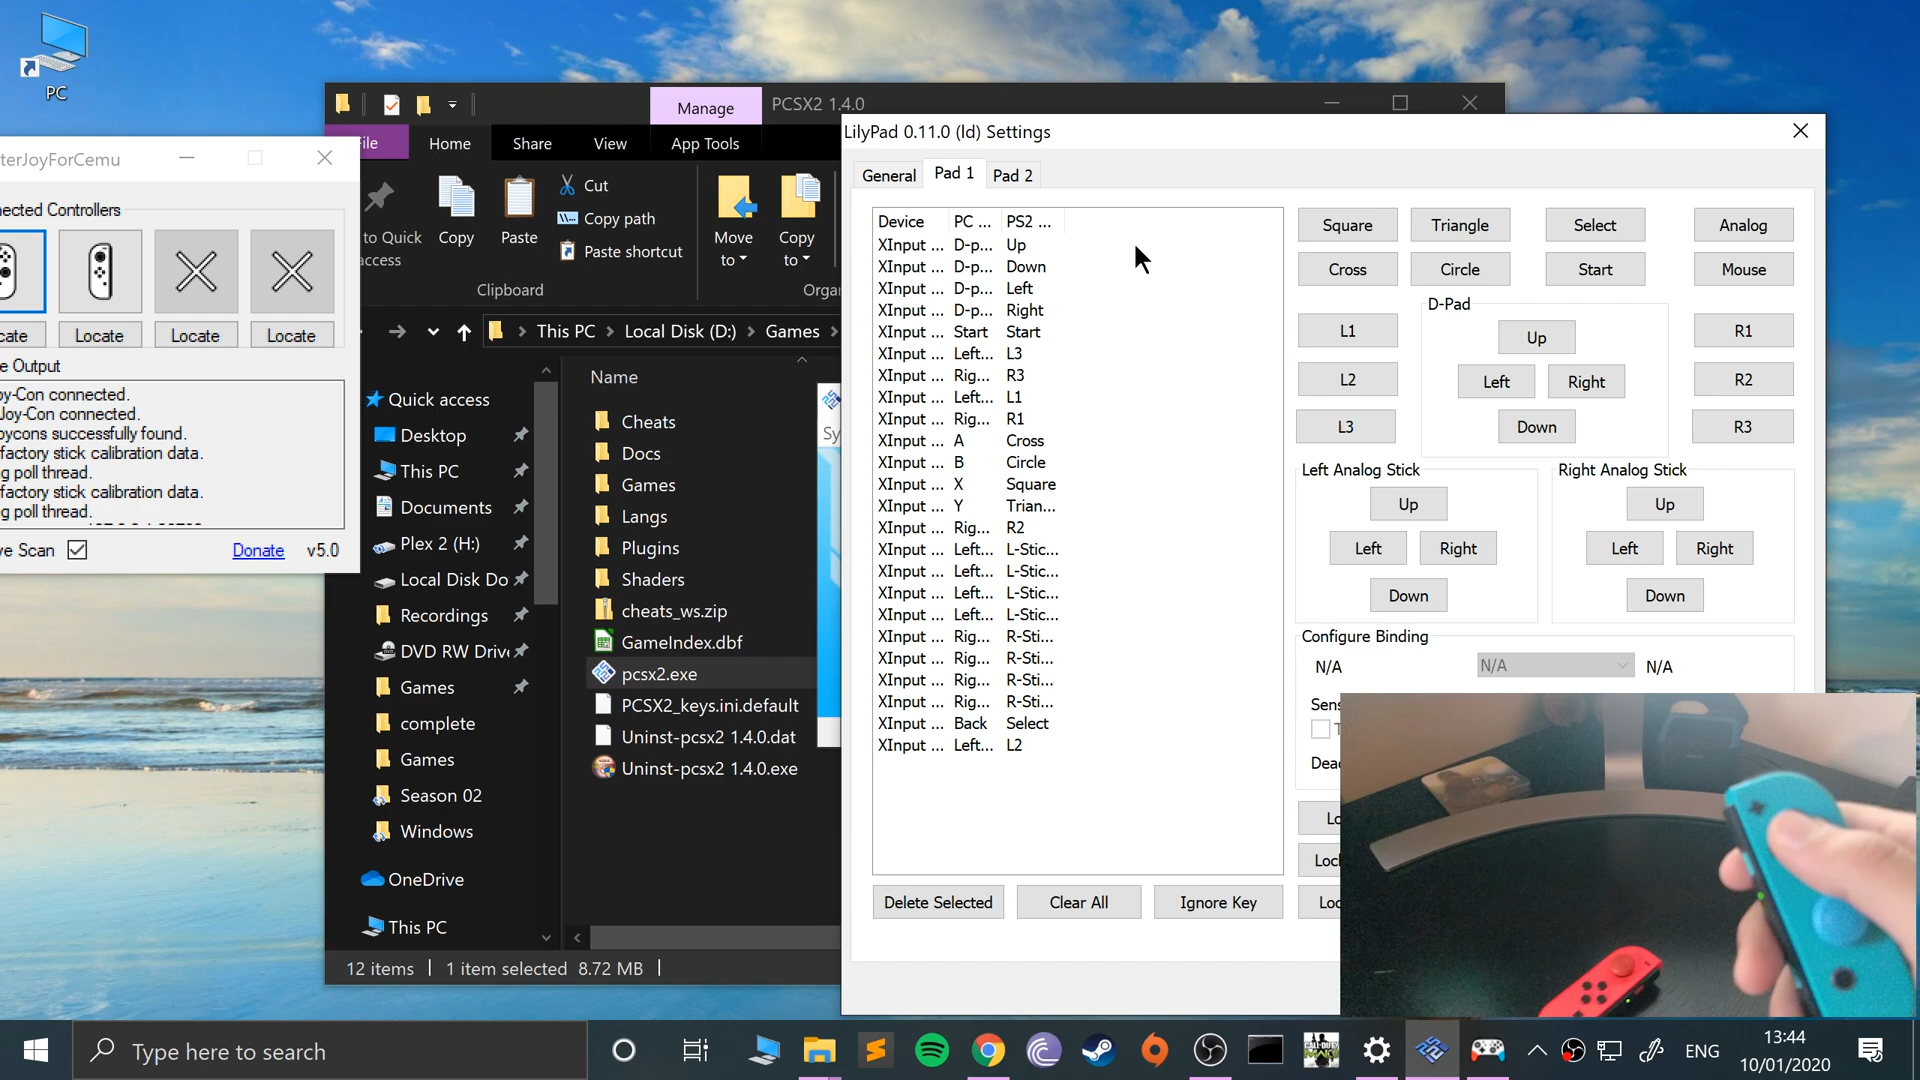 PC
Manage
PCSX2 1.4.0
ile
Home
Share
View
App Tools
to Quick
ccess
Copy
Paste
Cut
Copy path
Paste shortcut
Move
to
Copy
to
Clipboard
Organ
This PC
Local Disk (D:)
Games
Quick access
Desktop
This PC
Documents
Plex 2 (H:)
Local Disk Do
Recordings
DVD RW Drive
Games
complete
Games
Season 02
Windows
OneDrive
This PC
Name
Cheats
Docs
Games
Langs
Plugins
Shaders
cheats_ws.zip
GameIndex.dbf
pcsx2.exe
PCSX2_keys.ini.default
Uninst-pcsx2 1.4.0.dat
Uninst-pcsx2 1.4.0.exe
Sy
12 items
1 item selected 8.72 MB
terJoyForCemu
nected Controllers
cate
Locate
Locate
Locate
e Output
oy-Con connected.
Joy-Con connected.
oycons successfully found.
factory stick calibration data.
g poll thread.
factory stick calibration data.
g poll thread.
ve Scan
Donate
v5.0
LilyPad 0.11.0 (ld) Settings
General
Pad 1
Pad 2
Device PC ... PS2 ...
XInput ... D-p... Up
XInput ... D-p... Down
XInput ... D-p... Left
XInput ... D-p... Right
XInput ... Start Start
XInput ... Left... L3
XInput ... Rig... R3
XInput ... Left... L1
XInput ... Rig... R1
XInput ... A Cross
XInput ... B Circle
XInput ... X Square
XInput ... Y Trian...
XInput ... Rig... R2
XInput ... Left... L-Stic...
XInput ... Left... L-Stic...
XInput ... Left... L-Stic...
XInput ... Left... L-Stic...
XInput ... Rig... R-Sti...
XInput ... Rig... R-Sti...
XInput ... Rig... R-Sti...
XInput ... Rig... R-Sti...
XInput ... Back Select
XInput ... Left... L2
Delete Selected
Clear All
Ignore Key
Square
Triangle
Select
Analog
Cross
Circle
Start
Mouse
D-Pad
L1
Up
R1
L2
Left
Right
R2
L3
Down
R3
Left Analog Stick
Up
Left
Right
Down
Right Analog Stick
Up
Left
Right
Down
Configure Binding
N/A
N/A
N/A
Sens
T
Dead
Lo
Loc
Loc
Type here to search
ENG
13:44
10/01/2020